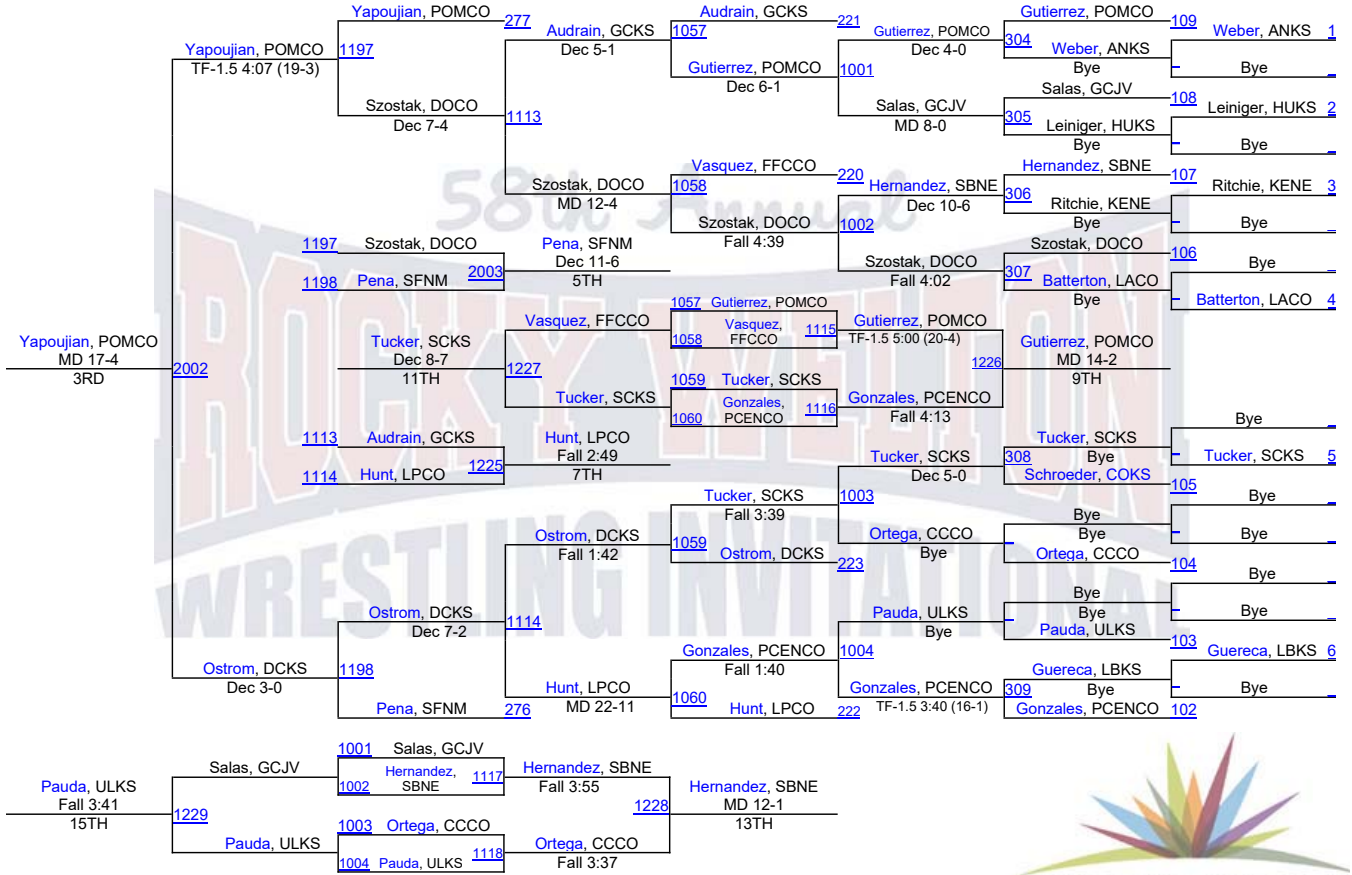 Yapoujian, POMCO 277 Audrain, GCKS Gutierrez, POMCO 109
Audrain, GCKS 1057 221 Gutierrez, POMCO Weber, ANKS 1
Yapoujian, POMCO 1197 Dec 5-1 Dec 4-0 304 Weber, ANKS
TF-1.5 4:07 (19-3) Gutierrez, POMCO 1001 Bye - Bye _
Dec 6-1 Salas, GCJV 108
Szostak, DOCO 1113 Salas, GCJV 305 Leiniger, HUKS 2
Dec 7-4 MD 8-0 Leiniger, HUKS
Bye - Bye _
Vasquez, FFCCO 220 Hernandez, SBNE 107
58th Annual
Szostak, DOCO 1058 Hernandez, SBNE 306 Ritchie, KENE 3
MD 12-4 Dec 10-6 Ritchie, KENE
Szostak, DOCO 1002 Bye - Bye _
1197 Szostak, DOCO Pena, SFNM Fall 4:39 Szostak, DOCO 106
2003 Dec 11-6 Szostak, DOCO 307 Bye _
1198 Pena, SFNM 5TH Fall 4:02 Batterton, LACO
Bye - Batterton, LACO 4
ROCKY WELTON
1057 Gutierrez, POMCO
Vasquez, FFCCO Vasquez, 1115 Gutierrez, POMCO
1058 FFCCO TF-1.5 5:00 (20-4)
Yapoujian, POMCO Tucker, SCKS Gutierrez, POMCO
MD 17-4 2002 Dec 8-7 1227 1226 MD 14-2
3RD 11TH 9TH
1059 Tucker, SCKS
Tucker, SCKS Gonzales, 1116 Gonzales, PCENCO
1060 PCENCO Fall 4:13
Bye _
1113 Audrain, GCKS Hunt, LPCO Tucker, SCKS
1225 Fall 2:49 Tucker, SCKS 308 Bye - Tucker, SCKS 5
1114 Hunt, LPCO 7TH Dec 5-0 Schroeder, COKS 105
Tucker, SCKS 1003 Bye _
Fall 3:39 Bye
Ostrom, DCKS 1059 Ortega, CCCO - - Bye _
Fall 1:42 Ostrom, DCKS 223 Bye Ortega, CCCO 104
WRESTLING INVITATIONAL
Bye _
Bye
Ostrom, DCKS 1114 Pauda, ULKS - Bye - Bye _
Dec 7-2 Bye Pauda, ULKS 103
Gonzales, PCENCO 1004 Guereca, LBKS 6
Ostrom, DCKS 1198 Fall 1:40 Guereca, LBKS
Dec 3-0 Hunt, LPCO 1060 Gonzales, PCENCO 309 Bye - Bye _
Pena, SFNM 276 MD 22-11 Hunt, LPCO 222 TF-1.5 3:40 (16-1) Gonzales, PCENCO 102
1001 Salas, GCJV
Salas, GCJV Hernandez, 1117 Hernandez, SBNE
Pauda, ULKS 1002 SBNE Fall 3:55 Hernandez, SBNE
Fall 3:41 1229 1228 MD 12-1
15TH 1003 Ortega, CCCO 13TH
Pauda, ULKS 1118 Ortega, CCCO
1004 Pauda, ULKS Fall 3:37